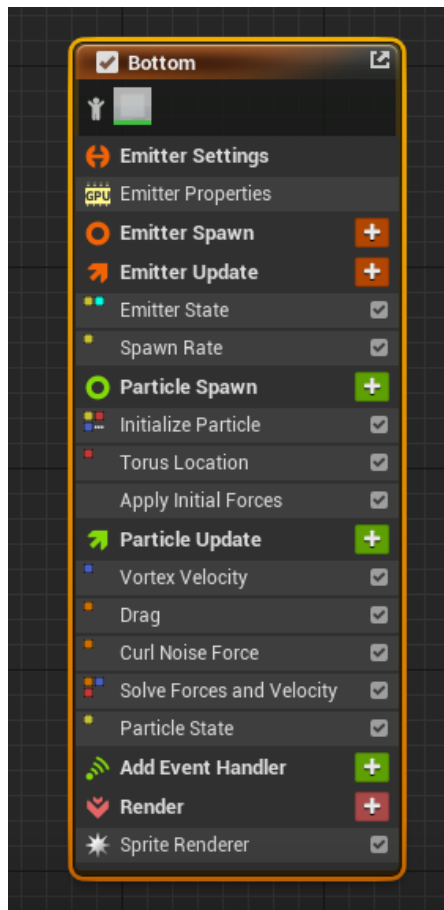 Bottom
Emitter Settings
GPU Emitter Properties
Emitter Spawn
Emitter Update
Emitter State
Spawn Rate
Particle Spawn
Initialize Particle
Torus Location
Apply Initial Forces
Particle Update
Vortex Velocity
Drag
Curl Noise Force
Solve Forces and Velocity
Particle State
Add Event Handler
Render
Sprite Renderer